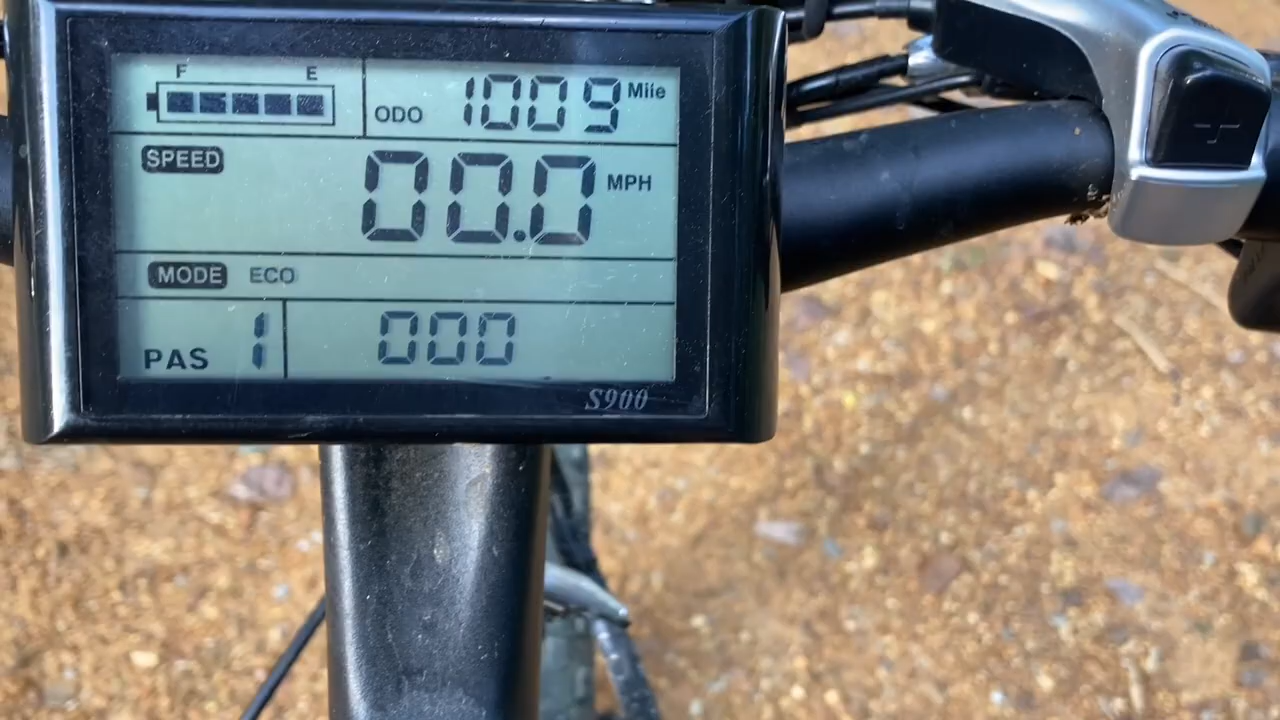 F E
ODO 1009 Mile
SPEED 00.0 MPH
MODE ECO
PAS 1 000
S900